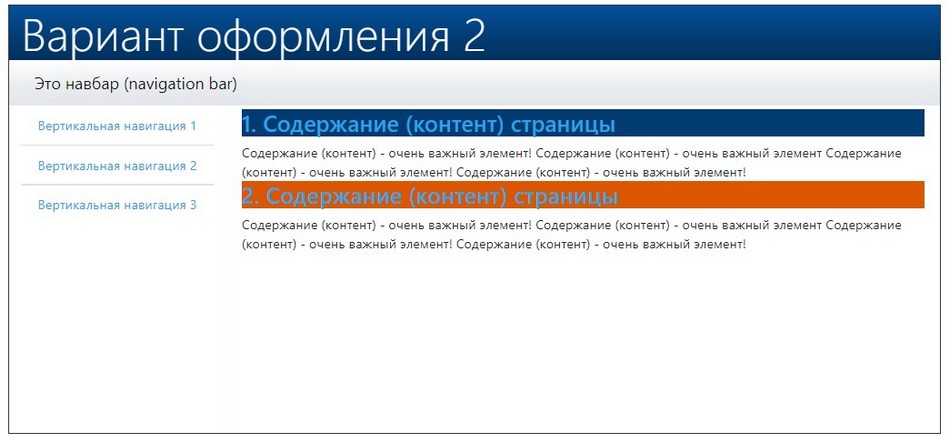 Вариант оформления 2
Это навбар (navigation bar)
Вертикальная навигация 1
Вертикальная навигация 2
Вертикальная навигация 3
1. Содержание (контент) страницы
Содержание (контент) - очень важный элемент! Содержание (контент) - очень важный элемент Содержание
(контент) - очень важный элемент! Содержание (контент) - очень важный элемент!
2. Содержание (контент) страницы
Содержание (контент) - очень важный элемент! Содержание (контент) - очень важный элемент Содержание
(контент) - очень важный элемент! Содержание (контент) - очень важный элемент!